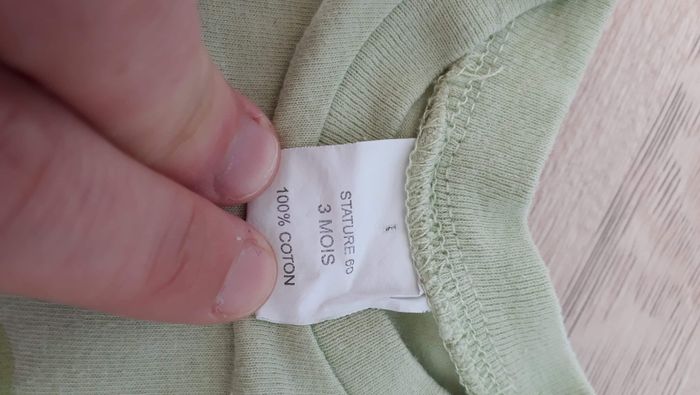 STATURE 60
3 MOIS
100% COTON